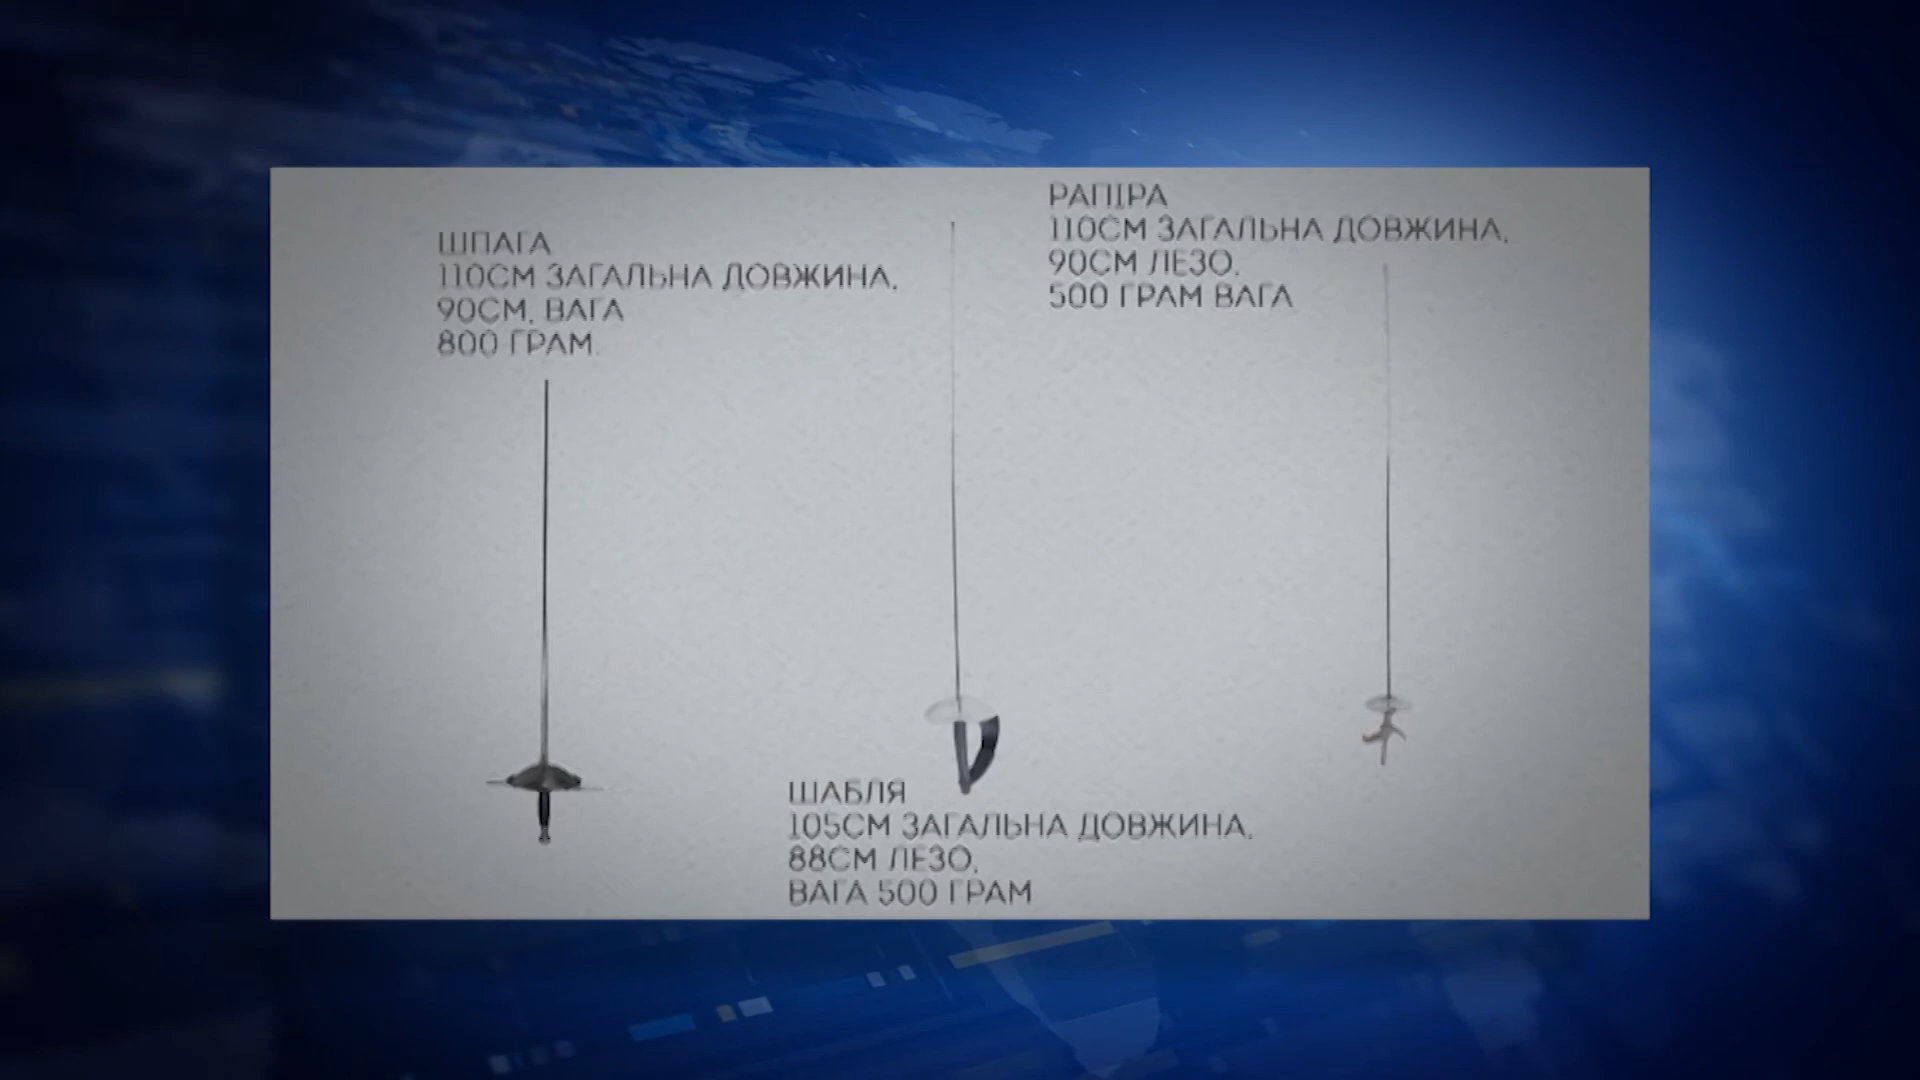 ШПАГА
110СМ ЗАГАЛЬНА ДОВЖИНА,
90СМ, ВАГА
800 ГРАМ.
РАПІРА
110СМ ЗАГАЛЬНА ДОВЖИНА,
90СМ ЛЕЗО,
500 ГРАМ ВАГА
ШАБЛЯ
105СМ ЗАГАЛЬНА ДОВЖИНА,
88СМ ЛЕЗО,
ВАГА 500 ГРАМ